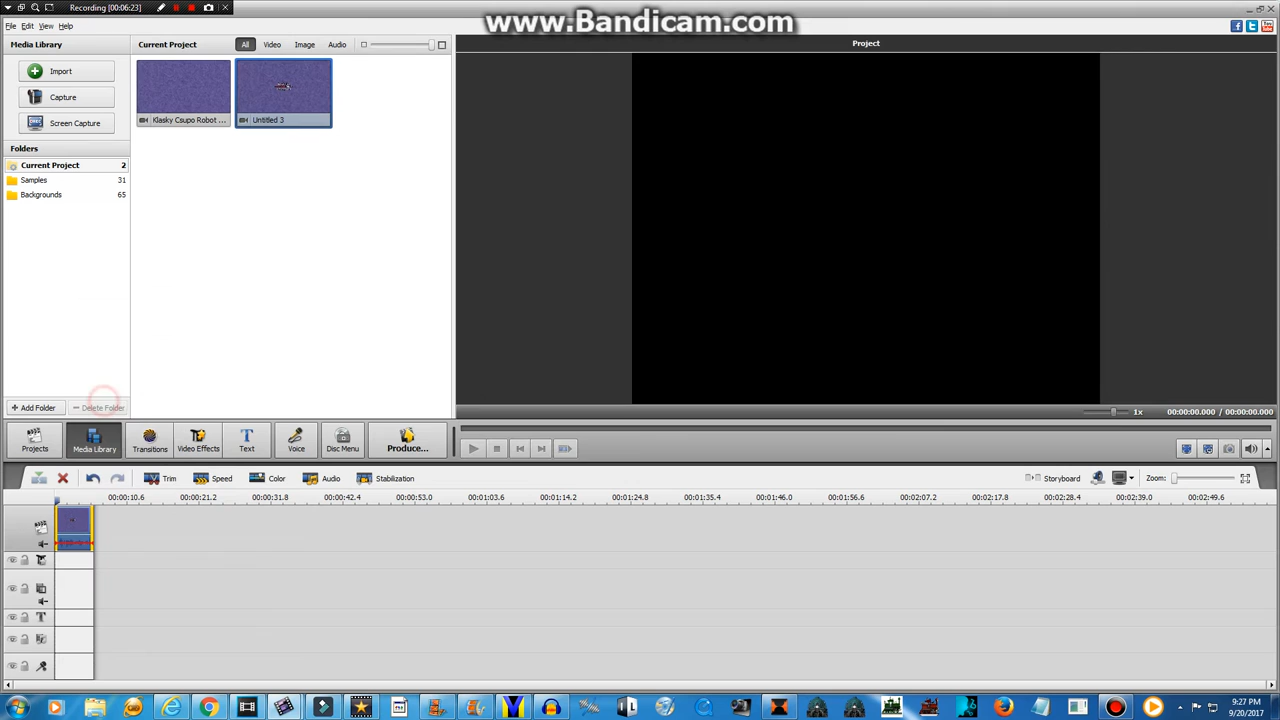 Recording [00:06:23]
www.Bandicam.com
File Edit View Help
Media Library
Current Project
All Video Image Audio
Project
Import
Capture
Screen Capture
Klasky Csupo Robot ...
Untitled 3
Folders
Current Project 2
Samples 31
Backgrounds 65
Add Folder
Delete Folder
1x
00:00:00.000 / 00:00:00.000
Projects
Media Library
Transitions
Video Effects
Text
Voice
Disc Menu
Produce...
Trim
Speed
Color
Audio
Stabilization
Storyboard
Zoom:
00:00:10.6 00:00:21.2 00:00:31.8 00:00:42.4 00:00:53.0 00:01:03.6 00:01:14.2 00:01:24.8 00:01:35.4 00:01:46.0 00:01:56.6 00:02:07.2 00:02:17.8 00:02:28.4 00:02:39.0 00:02:49.6
T
9:27 PM
9/20/2017